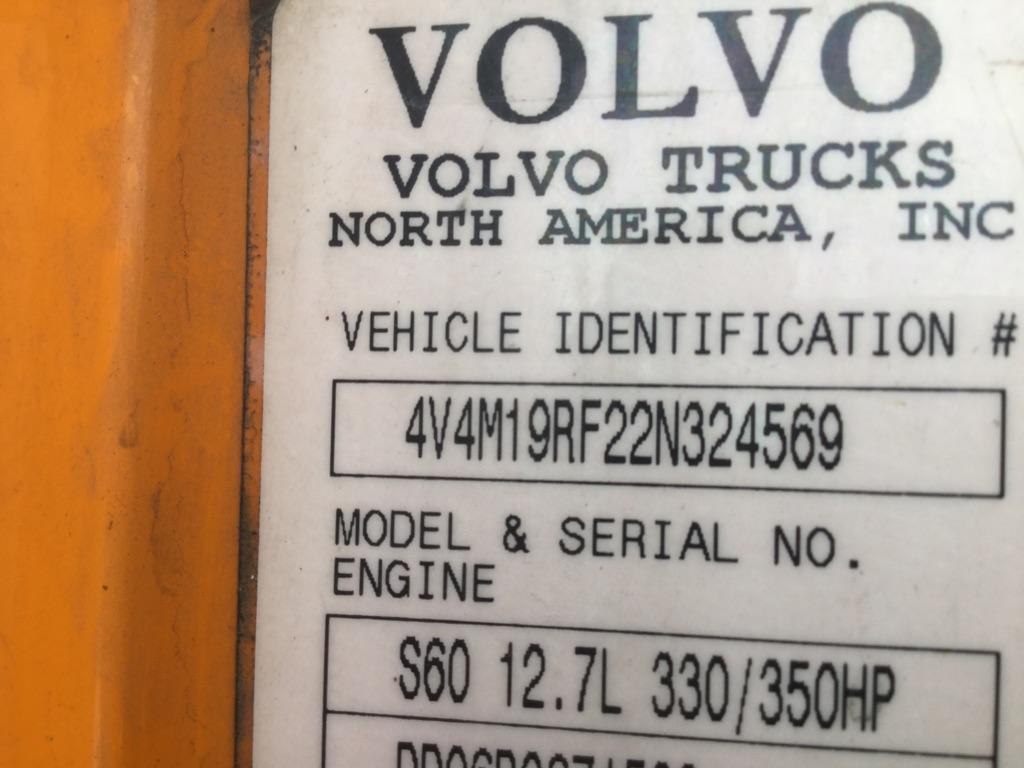 VOLVO
VOLVO TRUCKS
NORTH AMERICA, INC
VEHICLE IDENTIFICATION #
4V4M19RF22N324569
MODEL & SERIAL NO.
ENGINE
S60 12.7L 330/350HP